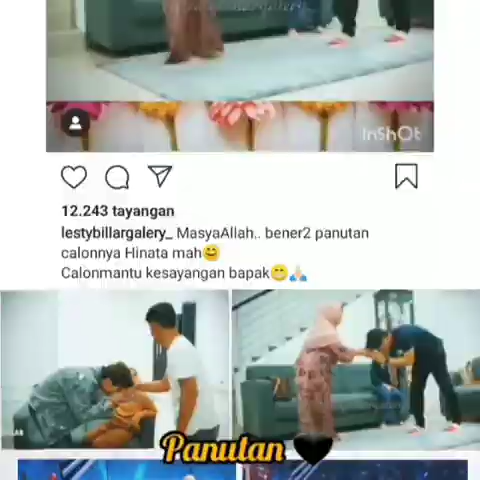 InShOt
12.243 tayangan
lestybillargalery_ MasyaAllah.. bener2 panutan
calonnya Hinata mah😄
Calonmantu kesayangan bapak😊🙏🏻
Panutan 🖤